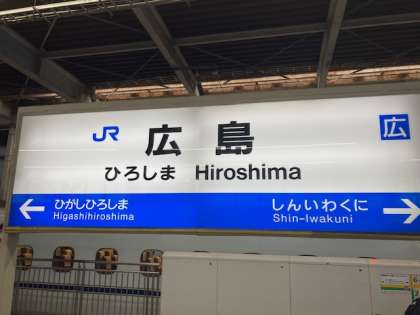 JR 広島 広
ひろしま Hiroshima
← ひがしひろしま しんいわくに →
Higashihiroshima Shin-Iwakuni